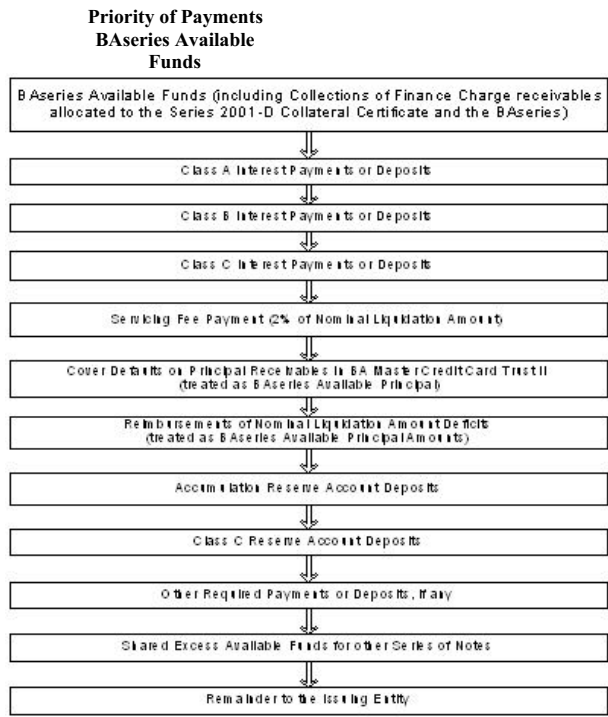 Priority of Payments
BAseries Available
Funds
BAseries Available Funds (including Collections of Finance Charge receivables
allocated to the Series 2001-D Collateral Certificate and the BAseries)
Class A Interest Payments or Deposits
Class B Interest Payments or Deposits
Class C Interest Payments or Deposits
Servicing Fee Payment (2% of Nominal Liquidation Amount)
Cover Defaults on Principal Receivables in BA Master Credit Card Trust II
(treated as BAseries Available Principal)
Reimbursements of Nominal Liquidation Amount Deficits
(treated as BAseries Available Principal Amounts)
Accumulation Reserve Account Deposits
Class C Reserve Account Deposits
Other Required Payments or Deposits, if any
Shared Excess Available Funds for other Series of Notes
Remainder to the Issuing Entity